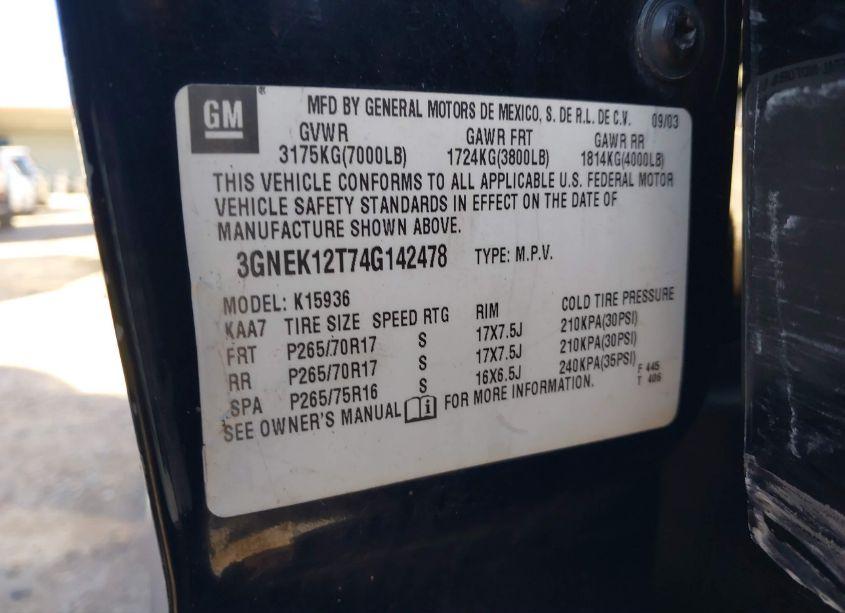 GM ®
MFD BY GENERAL MOTORS DE MEXICO, S. DE R.L. DE C.V. 09/03
GVWR GAWR FRT GAWR RR
3175KG(7000LB) 1724KG(3800LB) 1814KG(4000LB)
THIS VEHICLE CONFORMS TO ALL APPLICABLE U.S. FEDERAL MOTOR
VEHICLE SAFETY STANDARDS IN EFFECT ON THE DATE OF
MANUFACTURE SHOWN ABOVE.
3GNEK12T74G142478 TYPE: M.P.V.
MODEL: K15936
KAA7 TIRE SIZE SPEED RTG RIM COLD TIRE PRESSURE
FRT P265/70R17 S 17X7.5J 210KPA(30PSI)
RR P265/70R17 S 17X7.5J 210KPA(30PSI)
SPA P265/75R16 S 16X6.5J 240KPA(35PSI)
SEE OWNER'S MANUAL i FOR MORE INFORMATION.
F 445
T 406